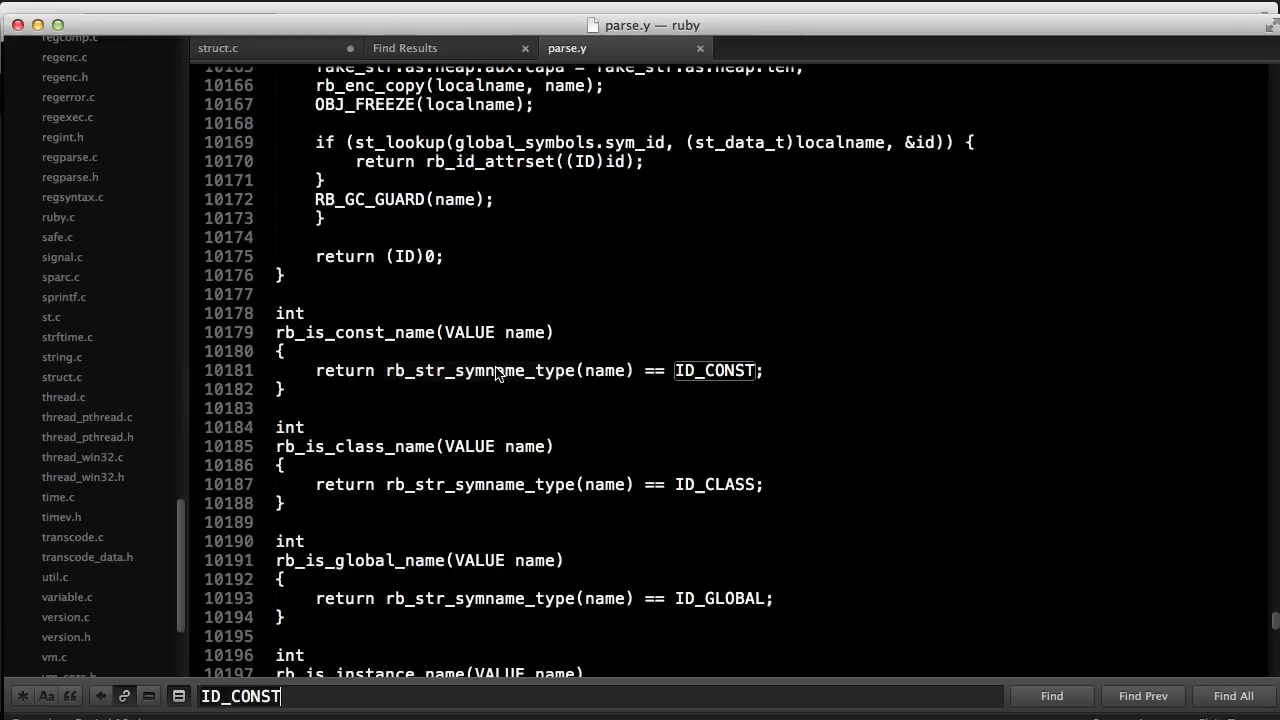 parse.y — ruby
regcomp.c
regenc.c
regenc.h
regerror.c
regexec.c
regint.h
regparse.c
regparse.h
regsyntax.c
ruby.c
safe.c
signal.c
sparc.c
sprintf.c
st.c
strftime.c
string.c
struct.c
thread.c
thread_pthread.c
thread_pthread.h
thread_win32.c
thread_win32.h
time.c
timev.h
transcode.c
transcode_data.h
util.c
variable.c
version.c
version.h
vm.c
struct.c Find Results parse.y
10165 fake_str.as.heap.aux.capa = fake_str.as.heap.len;
10166 rb_enc_copy(localname, name);
10167 OBJ_FREEZE(localname);
10168
10169 if (st_lookup(global_symbols.sym_id, (st_data_t)localname, &id)) {
10170 return rb_id_attrset((ID)id);
10171 }
10172 RB_GC_GUARD(name);
10173 }
10174
10175 return (ID)0;
10176 }
10177
10178 int
10179 rb_is_const_name(VALUE name)
10180 {
10181 return rb_str_symname_type(name) == ID_CONST;
10182 }
10183
10184 int
10185 rb_is_class_name(VALUE name)
10186 {
10187 return rb_str_symname_type(name) == ID_CLASS;
10188 }
10189
10190 int
10191 rb_is_global_name(VALUE name)
10192 {
10193 return rb_str_symname_type(name) == ID_GLOBAL;
10194 }
10195
10196 int
10197 rb_is_instance_name(VALUE name)
Aa ID_CONST Find Find Prev Find All